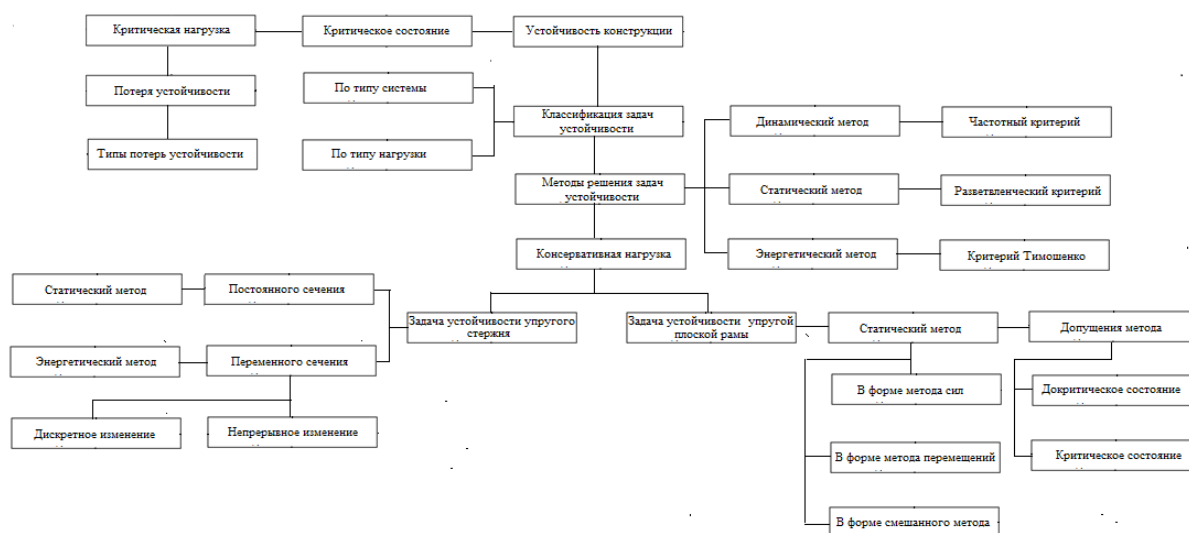 Критическая нагрузка
Критическое состояние
Устойчивость конструкции
Потеря устойчивости
По типу системы
Классификация задач
устойчивости
Динамический метод
Частотный критерий
Типы потерь устойчивости
По типу нагрузки
Методы решения задач
устойчивости
Статический метод
Разветвленческий критерий
Консервативная нагрузка
Энергетический метод
Критерий Тимошенко
Статический метод
Постоянного сечения
Задача устойчивости упругого
стержня
Задача устойчивости упругой
плоской рамы
Статический метод
Допущения метода
Энергетический метод
Переменного сечения
В форме метода сил
Докритическое состояние
Дискретное изменение
Непрерывное изменение
В форме метода перемещений
Критическое состояние
В форме смешанного метода